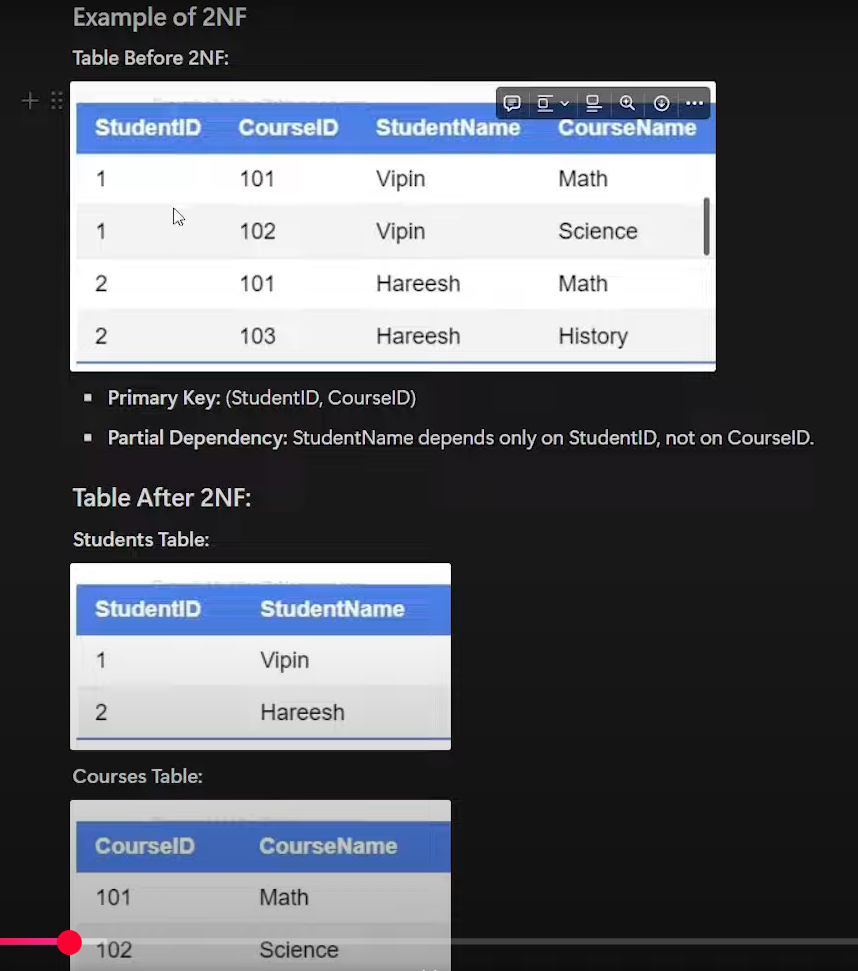 Example of 2NF
Table Before 2NF:
StudentID CourseID StudentName CourseName
1 101 Vipin Math
1 102 Vipin Science
2 101 Hareesh Math
2 103 Hareesh History
Primary Key: (StudentID, CourseID)
Partial Dependency: StudentName depends only on StudentID, not on CourseID.
Table After 2NF:
Students Table:
StudentID StudentName
1 Vipin
2 Hareesh
Courses Table:
CourseID CourseName
101 Math
102 Science